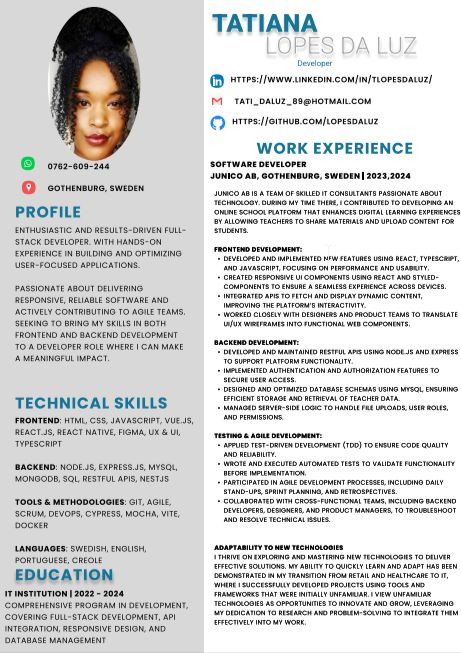 0762-609-244
GOTHENBURG, SWEDEN
PROFILE
ENTHUSIASTIC AND RESULTS-DRIVEN FULL-
STACK DEVELOPER. WITH HANDS-ON
EXPERIENCE IN BUILDING AND OPTIMIZING
USER-FOCUSED APPLICATIONS.
PASSIONATE ABOUT DELIVERING
RESPONSIVE, RELIABLE SOFTWARE AND
ACTIVELY CONTRIBUTING TO AGILE TEAMS.
SEEKING TO BRING MY SKILLS IN BOTH
FRONTEND AND BACKEND DEVELOPMENT
TO A DEVELOPER ROLE WHERE I CAN MAKE
A MEANINGFUL IMPACT.
TECHNICAL SKILLS
FRONTEND: HTML, CSS, JAVASCRIPT, VUE.JS,
REACT.JS, REACT NATIVE, FIGMA, UX & UI,
TYPESCRIPT
BACKEND: NODE.JS, EXPRESS.JS, MYSQL,
MONGODB, SQL, RESTFUL APIS, NESTJS
TOOLS & METHODOLOGIES: GIT, AGILE,
SCRUM, DEVOPS, CYPRESS, MOCHA, VITE,
DOCKER
LANGUAGES: SWEDISH, ENGLISH,
PORTUGUESE, CREOLE
EDUCATION
IT INSTITUTION | 2022 - 2024
COMPREHENSIVE PROGRAM IN DEVELOPMENT,
COVERING FULL-STACK DEVELOPMENT, API
INTEGRATION, RESPONSIVE DESIGN, AND
DATABASE MANAGEMENT
TATIANA
LOPES DA LUZ
Developer
HTTPS://WWW.LINKEDIN.COM/IN/TLOPESDALUZ/
TATI_DALUZ_89@HOTMAIL.COM
HTTPS://GITHUB.COM/LOPESDALUZ
WORK EXPERIENCE
SOFTWARE DEVELOPER
JUNICO AB, GOTHENBURG, SWEDEN | 2023,2024
JUNICO AB IS A TEAM OF SKILLED IT CONSULTANTS PASSIONATE ABOUT
TECHNOLOGY. DURING MY TIME THERE, I CONTRIBUTED TO DEVELOPING AN
ONLINE SCHOOL PLATFORM THAT ENHANCES DIGITAL LEARNING EXPERIENCES
BY ALLOWING TEACHERS TO SHARE MATERIALS AND UPLOAD CONTENT FOR
STUDENTS.
FRONTEND DEVELOPMENT:
• DEVELOPED AND IMPLEMENTED NEW FEATURES USING REACT, TYPESCRIPT,
AND JAVASCRIPT, FOCUSING ON PERFORMANCE AND USABILITY.
• CREATED RESPONSIVE UI COMPONENTS USING REACT AND STYLED-
COMPONENTS TO ENSURE A SEAMLESS EXPERIENCE ACROSS DEVICES.
• INTEGRATED APIS TO FETCH AND DISPLAY DYNAMIC CONTENT,
IMPROVING THE PLATFORM'S INTERACTIVITY.
• WORKED CLOSELY WITH DESIGNERS AND PRODUCT TEAMS TO TRANSLATE
UI/UX WIREFRAMES INTO FUNCTIONAL WEB COMPONENTS.
BACKEND DEVELOPMENT:
• DEVELOPED AND MAINTAINED RESTFUL APIS USING NODE.JS AND EXPRESS
TO SUPPORT PLATFORM FUNCTIONALITY.
• IMPLEMENTED AUTHENTICATION AND AUTHORIZATION FEATURES TO
SECURE USER ACCESS.
• DESIGNED AND OPTIMIZED DATABASE SCHEMAS USING MYSQL, ENSURING
EFFICIENT STORAGE AND RETRIEVAL OF TEACHER DATA.
• MANAGED SERVER-SIDE LOGIC TO HANDLE FILE UPLOADS, USER ROLES,
AND PERMISSIONS.
TESTING & AGILE DEVELOPMENT:
• APPLIED TEST-DRIVEN DEVELOPMENT (TDD) TO ENSURE CODE QUALITY
AND RELIABILITY.
• WROTE AND EXECUTED AUTOMATED TESTS TO VALIDATE FUNCTIONALITY
BEFORE IMPLEMENTATION.
• PARTICIPATED IN AGILE DEVELOPMENT PROCESSES, INCLUDING DAILY
STAND-UPS, SPRINT PLANNING, AND RETROSPECTIVES.
• COLLABORATED WITH CROSS-FUNCTIONAL TEAMS, INCLUDING BACKEND
DEVELOPERS, DESIGNERS, AND PRODUCT MANAGERS, TO TROUBLESHOOT
AND RESOLVE TECHNICAL ISSUES.
ADAPTABILITY TO NEW TECHNOLOGIES
I THRIVE ON EXPLORING AND MASTERING NEW TECHNOLOGIES TO DELIVER
EFFECTIVE SOLUTIONS. MY ABILITY TO QUICKLY LEARN AND ADAPT HAS BEEN
DEMONSTRATED IN MY TRANSITION FROM RETAIL AND HEALTHCARE TO IT,
WHERE I SUCCESSFULLY DEVELOPED PROJECTS USING TOOLS AND
FRAMEWORKS THAT WERE INITIALLY UNFAMILIAR. I VIEW UNFAMILIAR
TECHNOLOGIES AS OPPORTUNITIES TO INNOVATE AND GROW, LEVERAGING
MY DEDICATION TO RESEARCH AND PROBLEM-SOLVING TO INTEGRATE THEM
EFFECTIVELY INTO MY WORK.